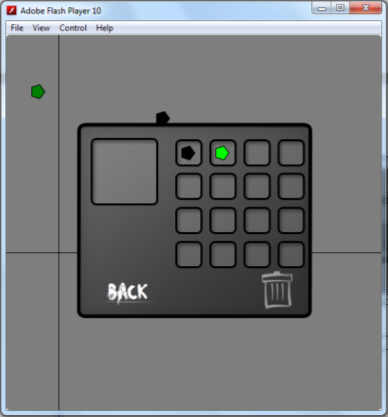 Adobe Flash Player 10
File View Control Help
BACK